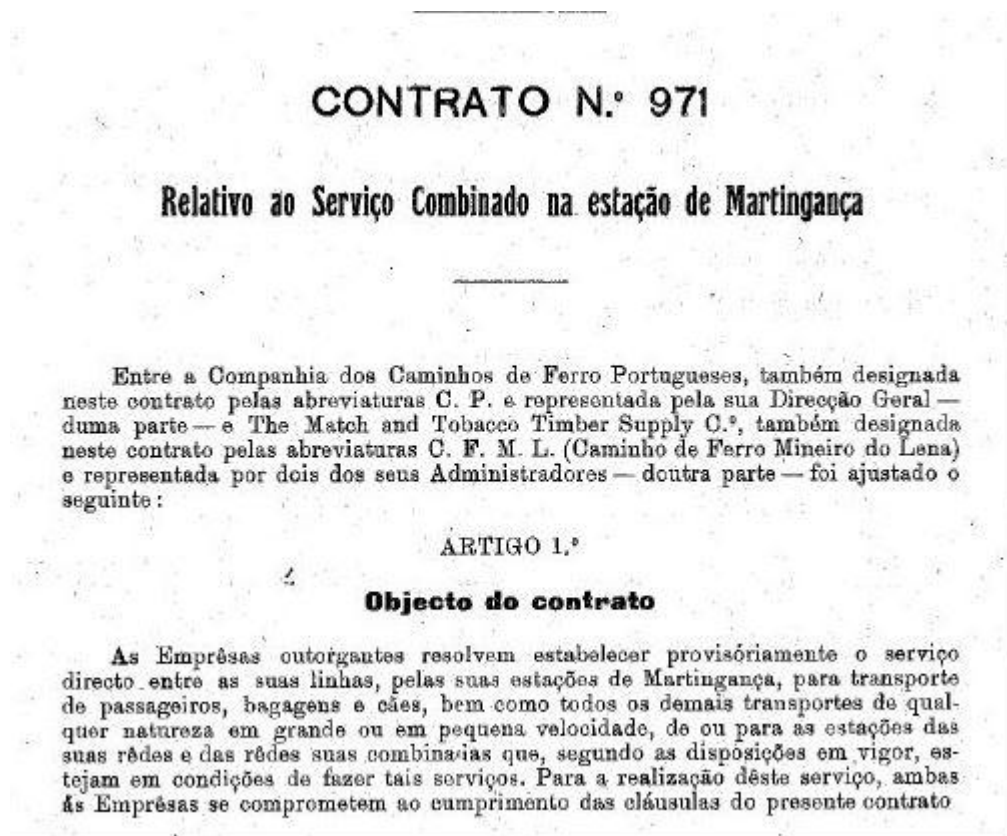 CONTRATO N.º 971
Relativo ao Serviço Combinado na estação de Martingança
Entre a Companhia dos Caminhos de Ferro Portugueses, também designada
neste contrato pelas abreviaturas C. P. e representada pela sua Direcção Geral —
duma parte — e The Match and Tobacco Timber Supply C.º, também designada
neste contrato pelas abreviaturas C. F. M. L. (Caminho de Ferro Mineiro do Lena)
e representada por dois dos seus Administradores — doutra parte — foi ajustado o
seguinte:
ARTIGO 1.º
Objecto do contrato
As Emprêsas outorgantes resolvem estabelecer provisóriamente o serviço
directo entre as suas linhas, pelas suas estações de Martingança, para transporte
de passageiros, bagagens e cães, bem como todos os demais transportes de qual-
quer natureza em grande ou em pequena velocidade, de ou para as estações das
suas rêdes e das rêdes suas combinadas que, segundo as disposições em vigor, es-
tejam em condições de fazer tais serviços. Para a realização dêste serviço, ambas
ás Emprêsas se comprometem ao cumprimento das cláusulas do presente contrato